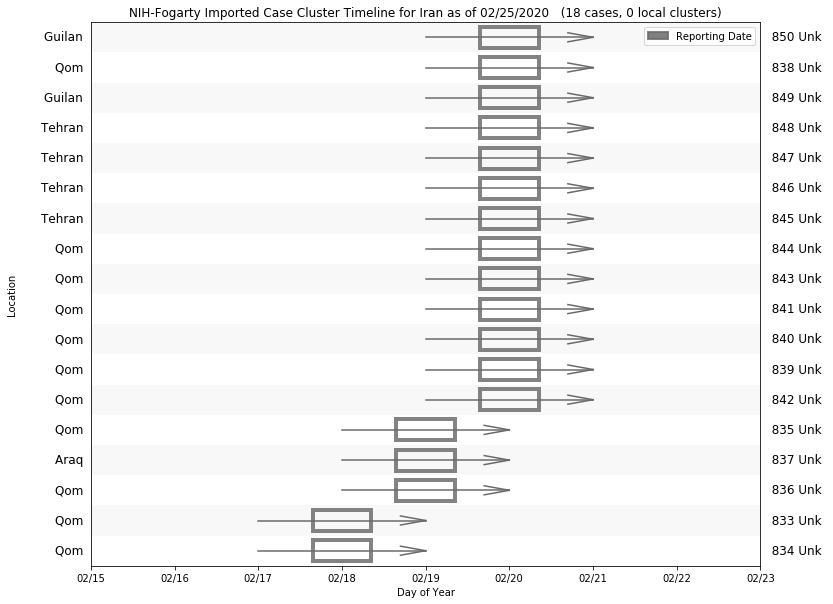 NIH-Fogarty Imported Case Cluster Timeline for Iran as of 02/25/2020 (18 cases, 0 local clusters)
Reporting Date
Guilan 850 Unk
Qom 838 Unk
Guilan 849 Unk
Tehran 848 Unk
Tehran 847 Unk
Tehran 846 Unk
Tehran 845 Unk
Qom 844 Unk
Qom 843 Unk
Qom 841 Unk
Qom 840 Unk
Qom 839 Unk
Qom 842 Unk
Qom 835 Unk
Araq 837 Unk
Qom 836 Unk
Qom 833 Unk
Qom 834 Unk
Location
02/15 02/16 02/17 02/18 02/19 02/20 02/21 02/22 02/23
Day of Year